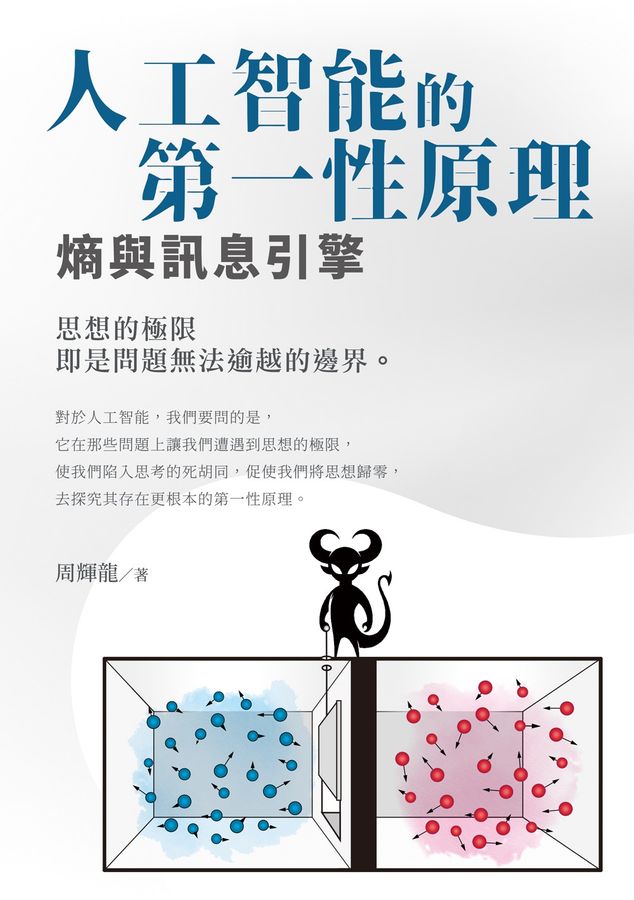 人工智能的
第一性原理
熵與訊息引擎
思想的極限
即是問題無法逾越的邊界。
對於人工智能，我們要問的是，
它在那些問題上讓我們遭遇到思想的極限，
使我們陷入思考的死胡同，促使我們將思想歸零，
去探究其存在更根本的第一性原理。
周輝龍／著